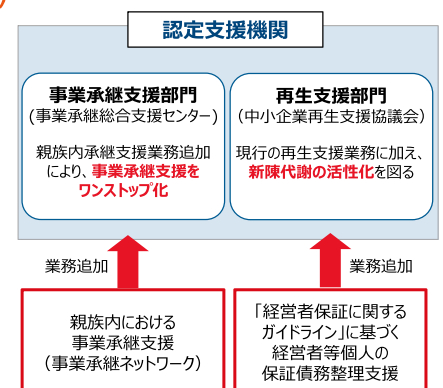 認定支援機関
事業承継支援部門
(事業承継総合支援センター)
親族内承継支援業務追加
により、事業承継支援を
ワンストップ化
再生支援部門
(中小企業再生支援協議会)
現行の再生支援業務に加え、
新陳代謝の活性化を図る
業務追加
業務追加
親族内における
事業承継支援
(事業承継ネットワーク)
「経営者保証に関する
ガイドライン」に基づく
経営者等個人の
保証債務整理支援